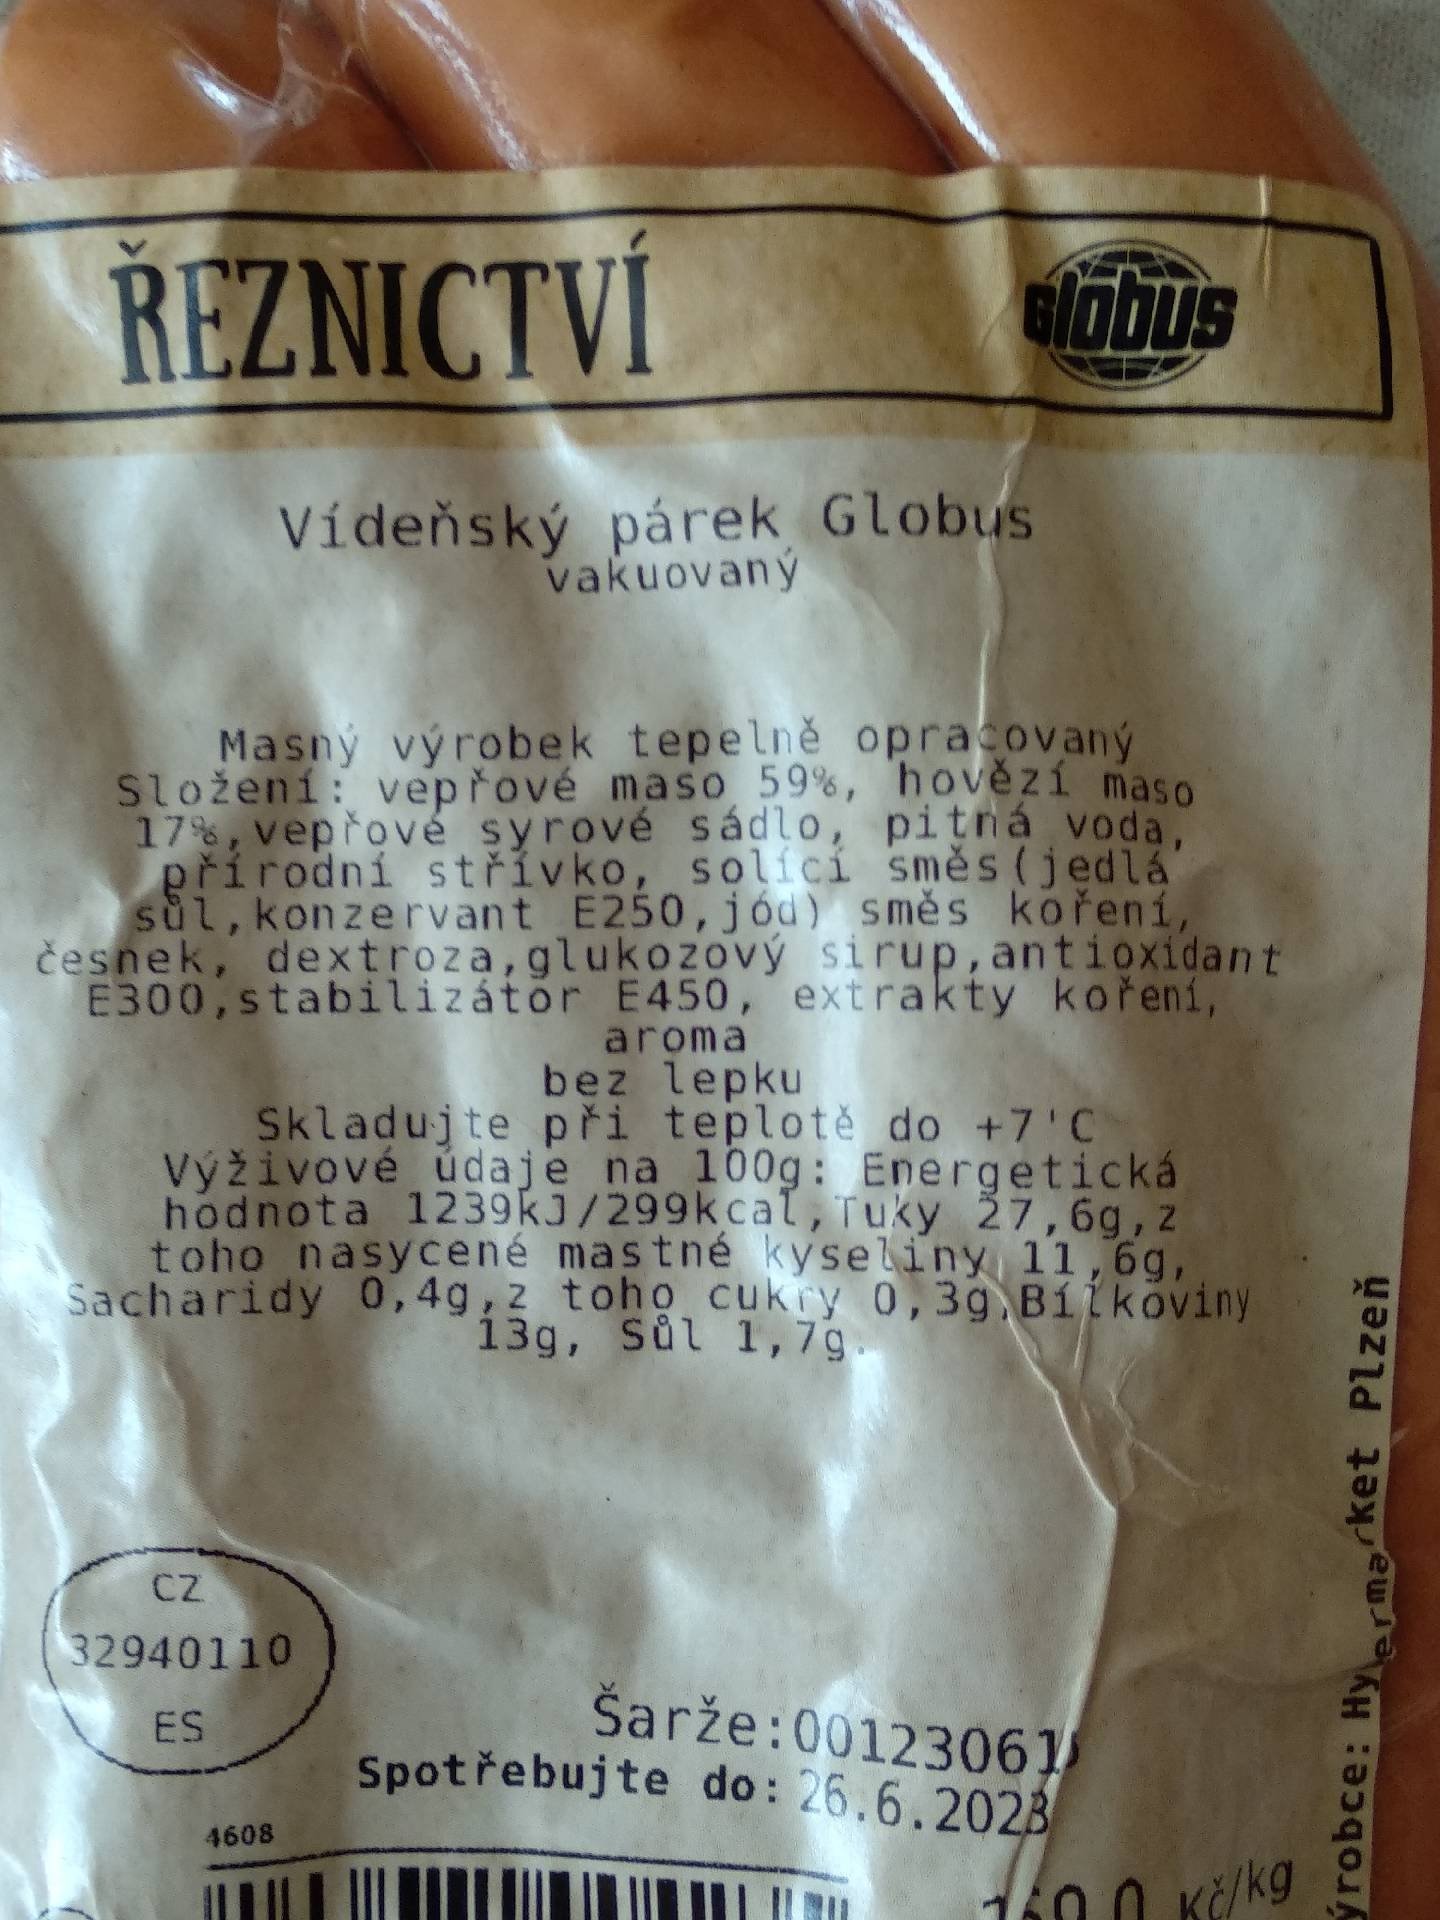 ŘEZNICTVÍ
Globus
Vídeňský párek Globus
vakuovaný
Masný výrobek tepelně opracovaný
Složení: vepřové maso 59%, hovězí maso
17%,vepřové syrové sádlo, pitná voda,
přírodní střívko, solící směs(jedlá
sůl,konzervant E250,jód) směs koření,
česnek, dextroza,glukozový sirup,antioxidant
E300,stabilizátor E450, extrakty koření,
aroma
bez lepku
Skladujte při teplotě do +7'C
Výživové údaje na 100g: Energetická
hodnota 1239kJ/299kcal,Tuky 27,6g,z
toho nasycené mastné kyseliny 11,6g,
Sacharidy 0,4g,z toho cukry 0,3g,Bílkoviny
13g, Sůl 1,7g.
CZ
32940110
ES
Šarže:
Spotřebujte do: 26.6.2023
4608
Kč/kg
Hypermarket Plzeň